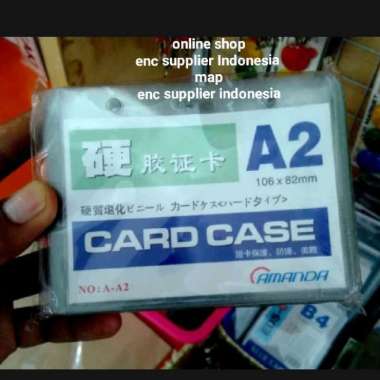 online shop
enc supplier Indonesia
map
enc supplier indonesia
硬 胶证卡 A2
106 x 82mm
硬質塩化ビニール カードケス<ハードタイプ>
CARD CASE
NO: A-A2
AMANDA
B4